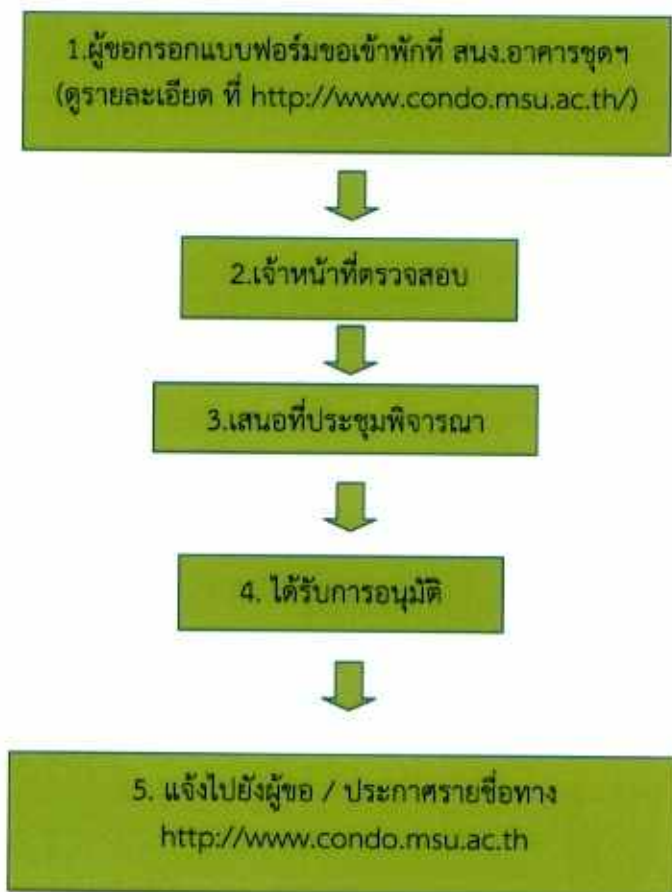 1.ผู้ขอกรอกแบบฟอร์มขอเข้าพักที่ สนง.อาคารชุดฯ
(ดูรายละเอียด ที่ http://www.condo.msu.ac.th/)
2.เจ้าหน้าที่ตรวจสอบ
3.เสนอที่ประชุมพิจารณา
4. ได้รับการอนุมัติ
5. แจ้งไปยังผู้ขอ / ประกาศรายชื่อทาง
http://www.condo.msu.ac.th